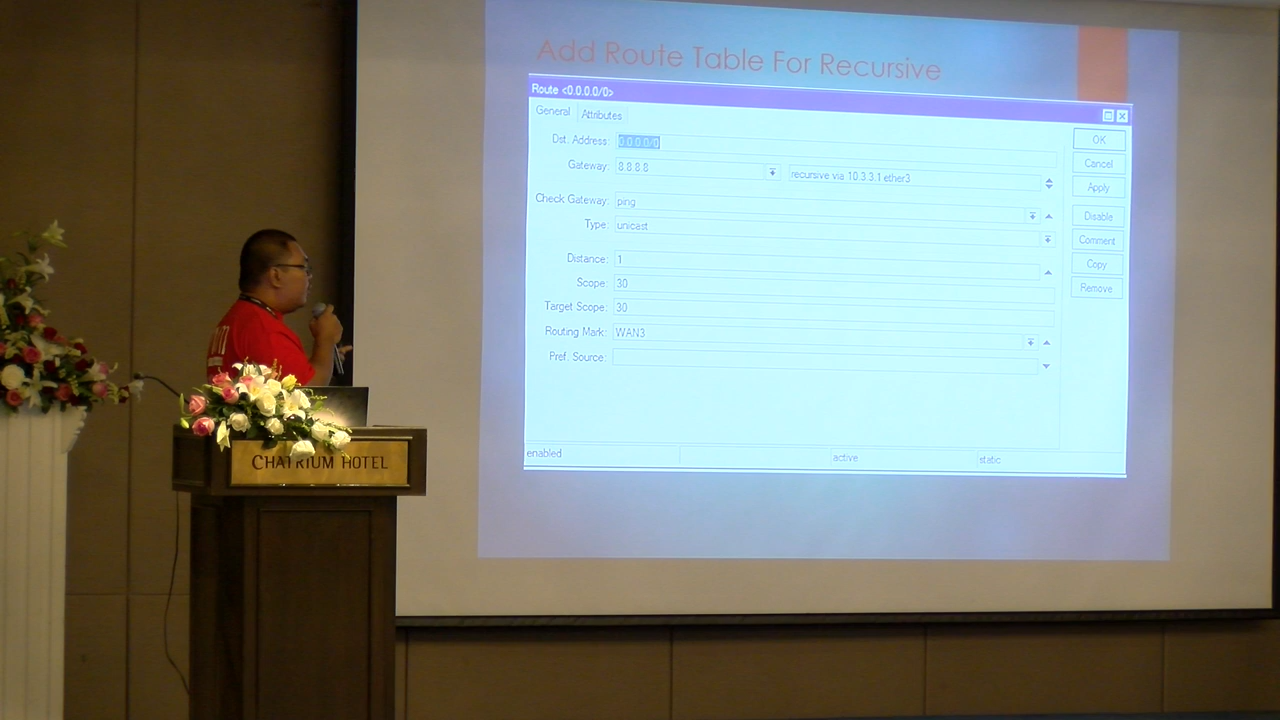 Add Route Table For Recursive
Route <0.0.0.0/0>
General Attributes
Dst. Address: 0.0.0.0/0
Gateway: 8.8.8.8 recursive via 10.3.3.1 ether3
Check Gateway: ping
Type: unicast
Distance: 1
Scope: 30
Target Scope: 30
Routing Mark: WAN3
Pref. Source:
OK
Cancel
Apply
Disable
Comment
Copy
Remove
enabled active static
CHATRIUM HOTEL